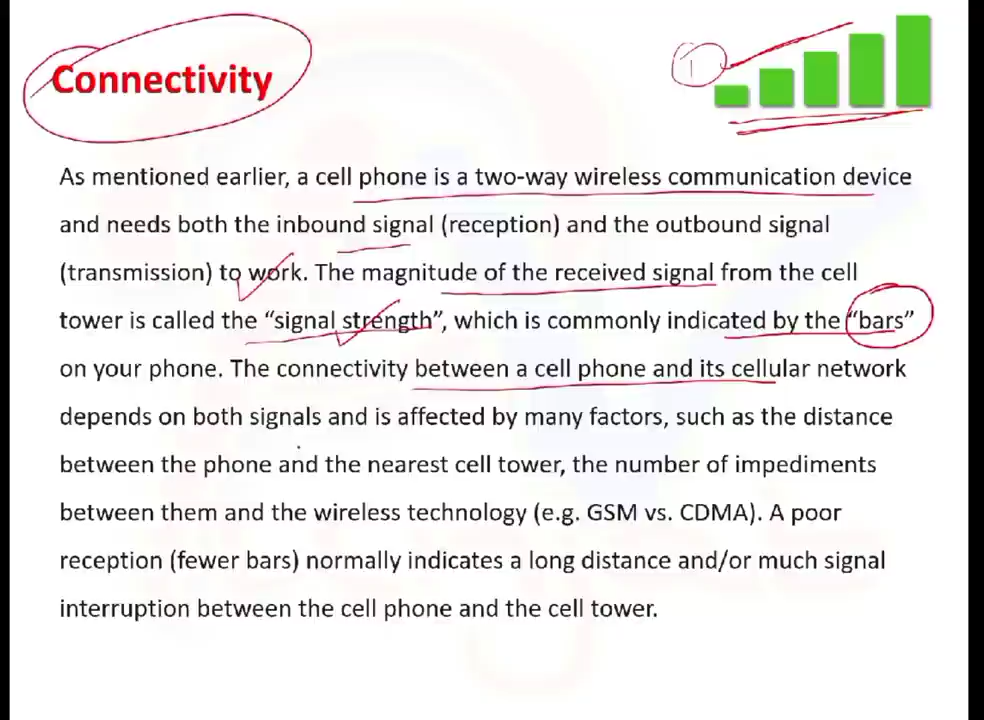 Connectivity
As mentioned earlier, a cell phone is a two-way wireless communication device
and needs both the inbound signal (reception) and the outbound signal
(transmission) to work. The magnitude of the received signal from the cell
tower is called the “signal strength”, which is commonly indicated by the “bars”
on your phone. The connectivity between a cell phone and its cellular network
depends on both signals and is affected by many factors, such as the distance
between the phone and the nearest cell tower, the number of impediments
between them and the wireless technology (e.g. GSM vs. CDMA). A poor
reception (fewer bars) normally indicates a long distance and/or much signal
interruption between the cell phone and the cell tower.